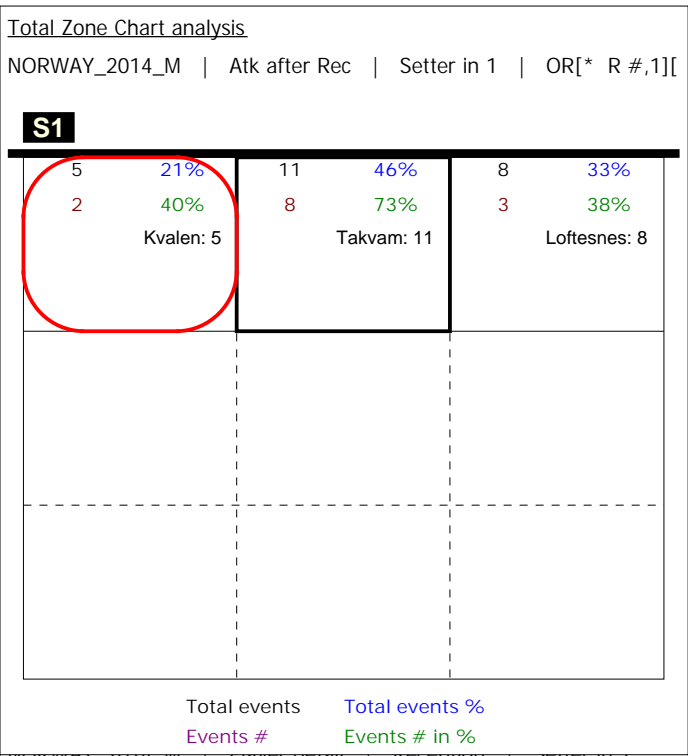 Total Zone Chart analysis
NORWAY_2014_M | Atk after Rec | Setter in 1 | OR[* R #,1][
S1
5 21% 11 46% 8 33%
2 40% 8 73% 3 38%
Kvalen: 5 Takvam: 11 Loftesnes: 8
Total events Total events %
Events # Events # in %